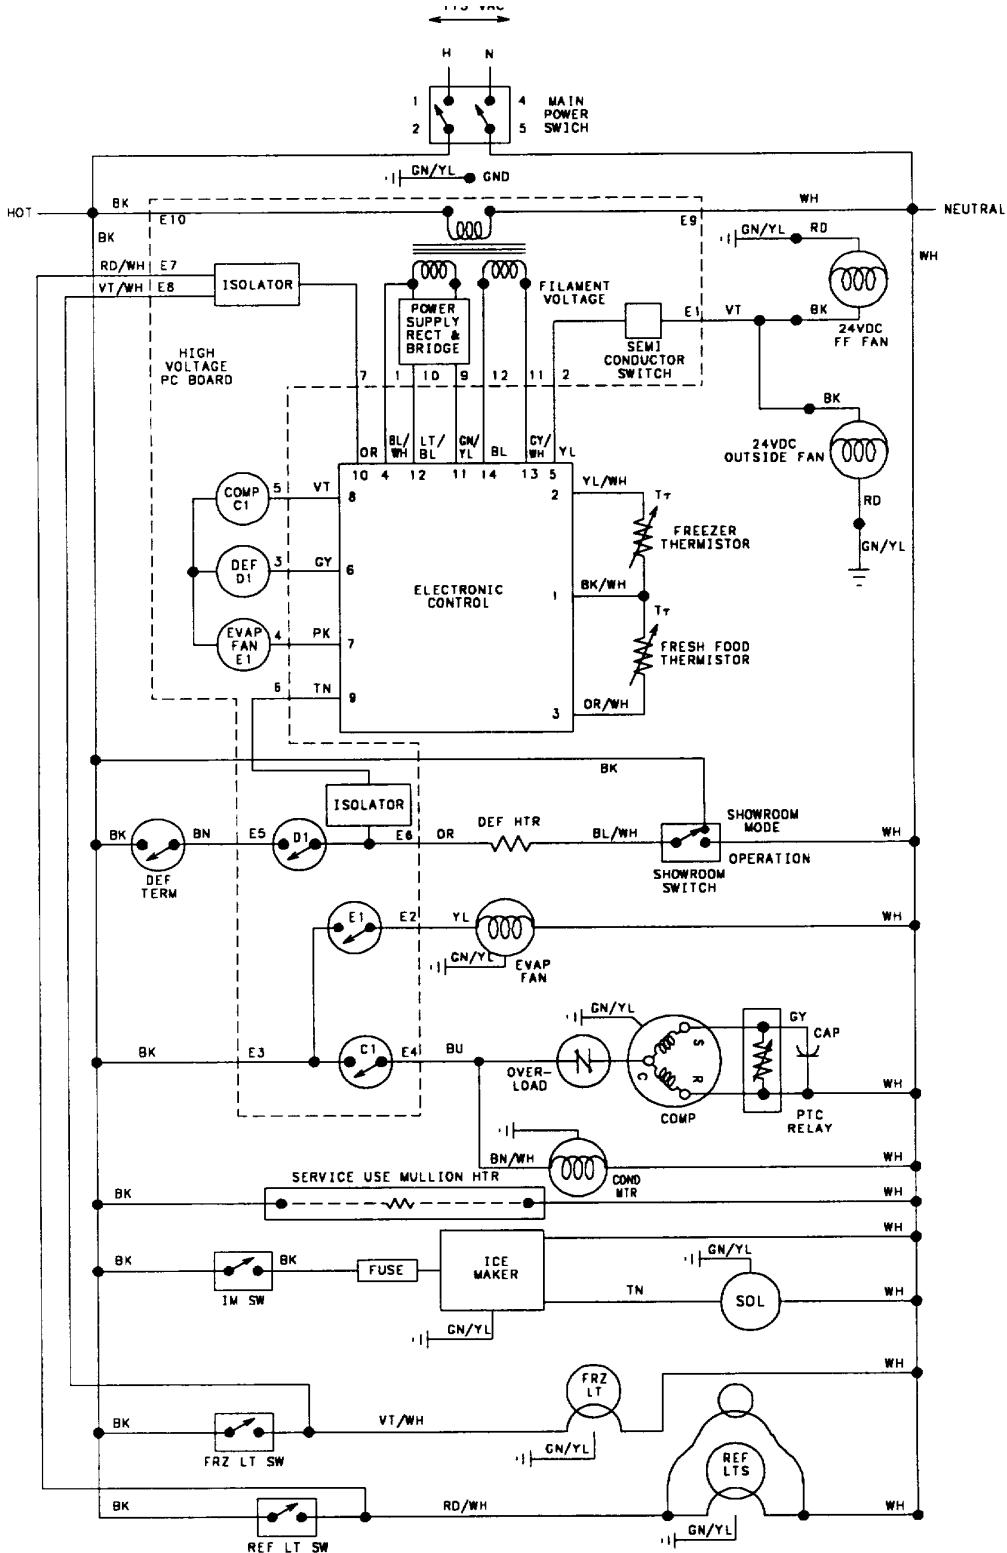 115 VAC
H N
1 4 MAIN
POWER
2 5 SWICH
GN/YL GND
HOT BK WH NEUTRAL
E10 E9
BK GN/YL RD WH
RD/WH E7
VT/WH E8 ISOLATOR
FILAMENT
VOLTAGE
POWER
SUPPLY
RECT &
BRIDGE
E1 VT BK
24VDC
FF FAN
SEMI
CONDUCTOR
SWITCH
HIGH
VOLTAGE
PC BOARD
7 1 10 9 12 11 2
BK
24VDC
OUTSIDE FAN
OR BL/WH LT/BL GN/YL BL GY/WH YL
10 4 12 11 14 13 5
RD
GN/YL
COMP
C1
5 VT 8
2 YL/WH TT
FREEZER
THERMISTOR
DEF
D1
3 GY 6
ELECTRONIC
CONTROL
1 BK/WH
TT
EVAP
FAN
E1
4 PK 7
FRESH FOOD
THERMISTOR
6 TN 9
3 OR/WH
BK
ISOLATOR
BK BN E5 D1 E6 OR DEF HTR BL/WH
SHOWROOM
MODE
WH
OPERATION
DEF
TERM
SHOWROOM
SWITCH
E1 E2 YL WH
GN/YL
EVAP
FAN
GN/YL
GY
CAP
BK E3 C1 E4 BU
OVER-
LOAD
S
C
R
COMP
WH
PTC
RELAY
BN/WH
COND
MTR
WH
SERVICE USE MULLION HTR
BK WH
WH
BK BK
IM SW
FUSE
ICE
MAKER
GN/YL
GN/YL
TN SOL WH
FRZ
LT
WH
BK VT/WH
FRZ LT SW
GN/YL
REF
LTS
BK RD/WH WH
REF LT SW
GN/YL